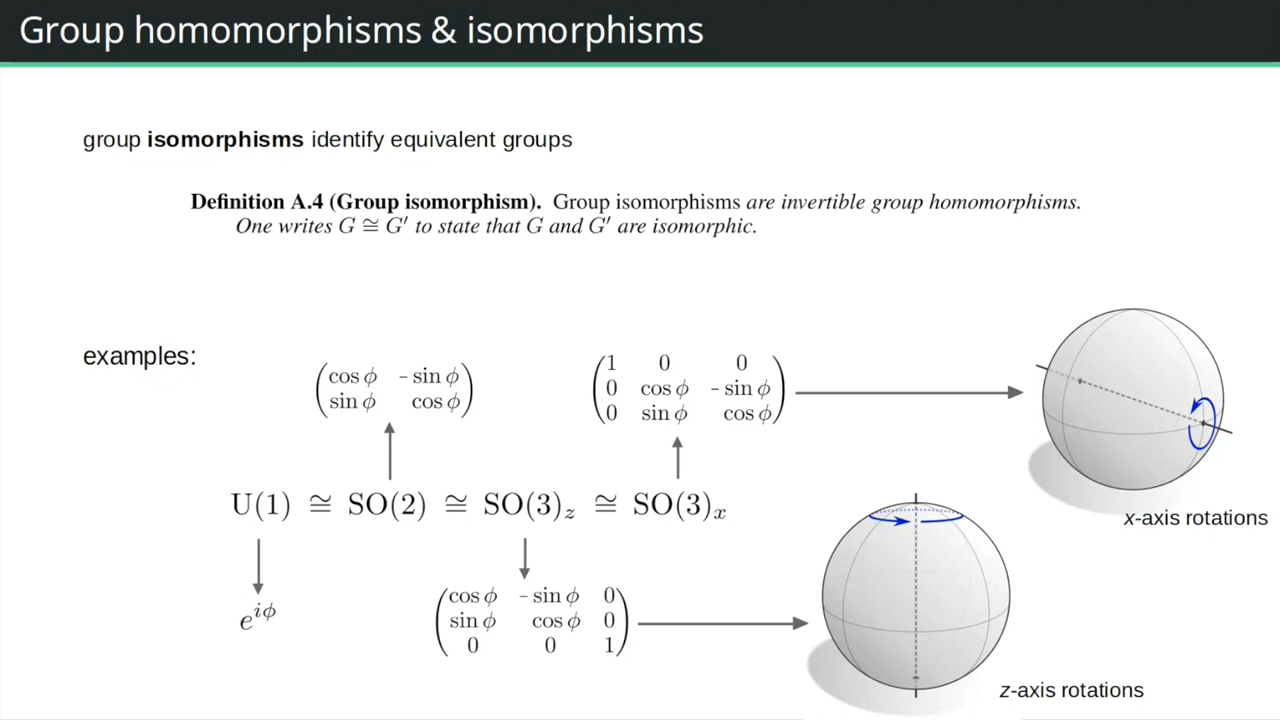 Group homomorphisms & isomorphisms
group isomorphisms identify equivalent groups
Definition A.4 (Group isomorphism). Group isomorphisms are invertible group homomorphisms.
One writes G ≅ G′ to state that G and G′ are isomorphic.
examples:
(cos ϕ  - sin ϕ)
(sin ϕ  cos ϕ)
(1  0  0)
(0  cos ϕ  - sin ϕ)
(0  sin ϕ  cos ϕ)
U(1) ≅ SO(2) ≅ SO(3)_z ≅ SO(3)_x
x-axis rotations
e^{iϕ}
(cos ϕ  - sin ϕ  0)
(sin ϕ  cos ϕ  0)
(0  0  1)
z-axis rotations